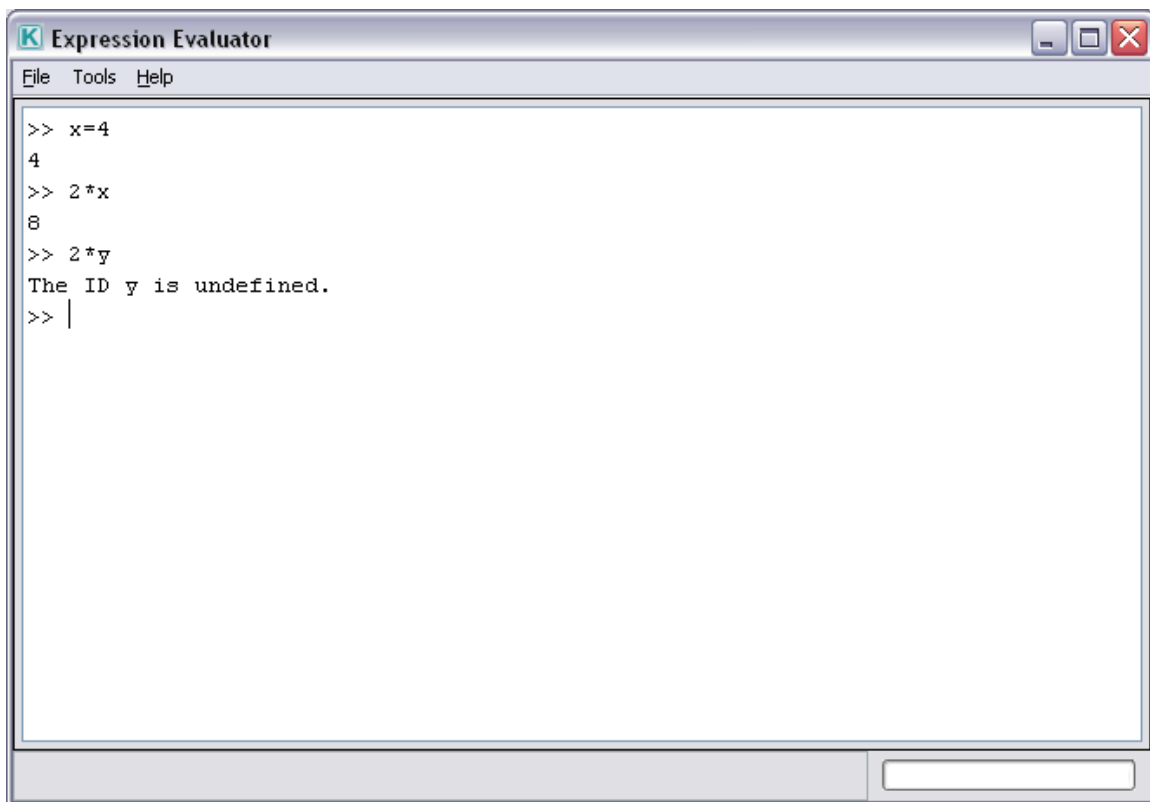 K Expression Evaluator
File Tools Help
>> x=4
4
>> 2*x
8
>> 2*y
The ID y is undefined.
>>